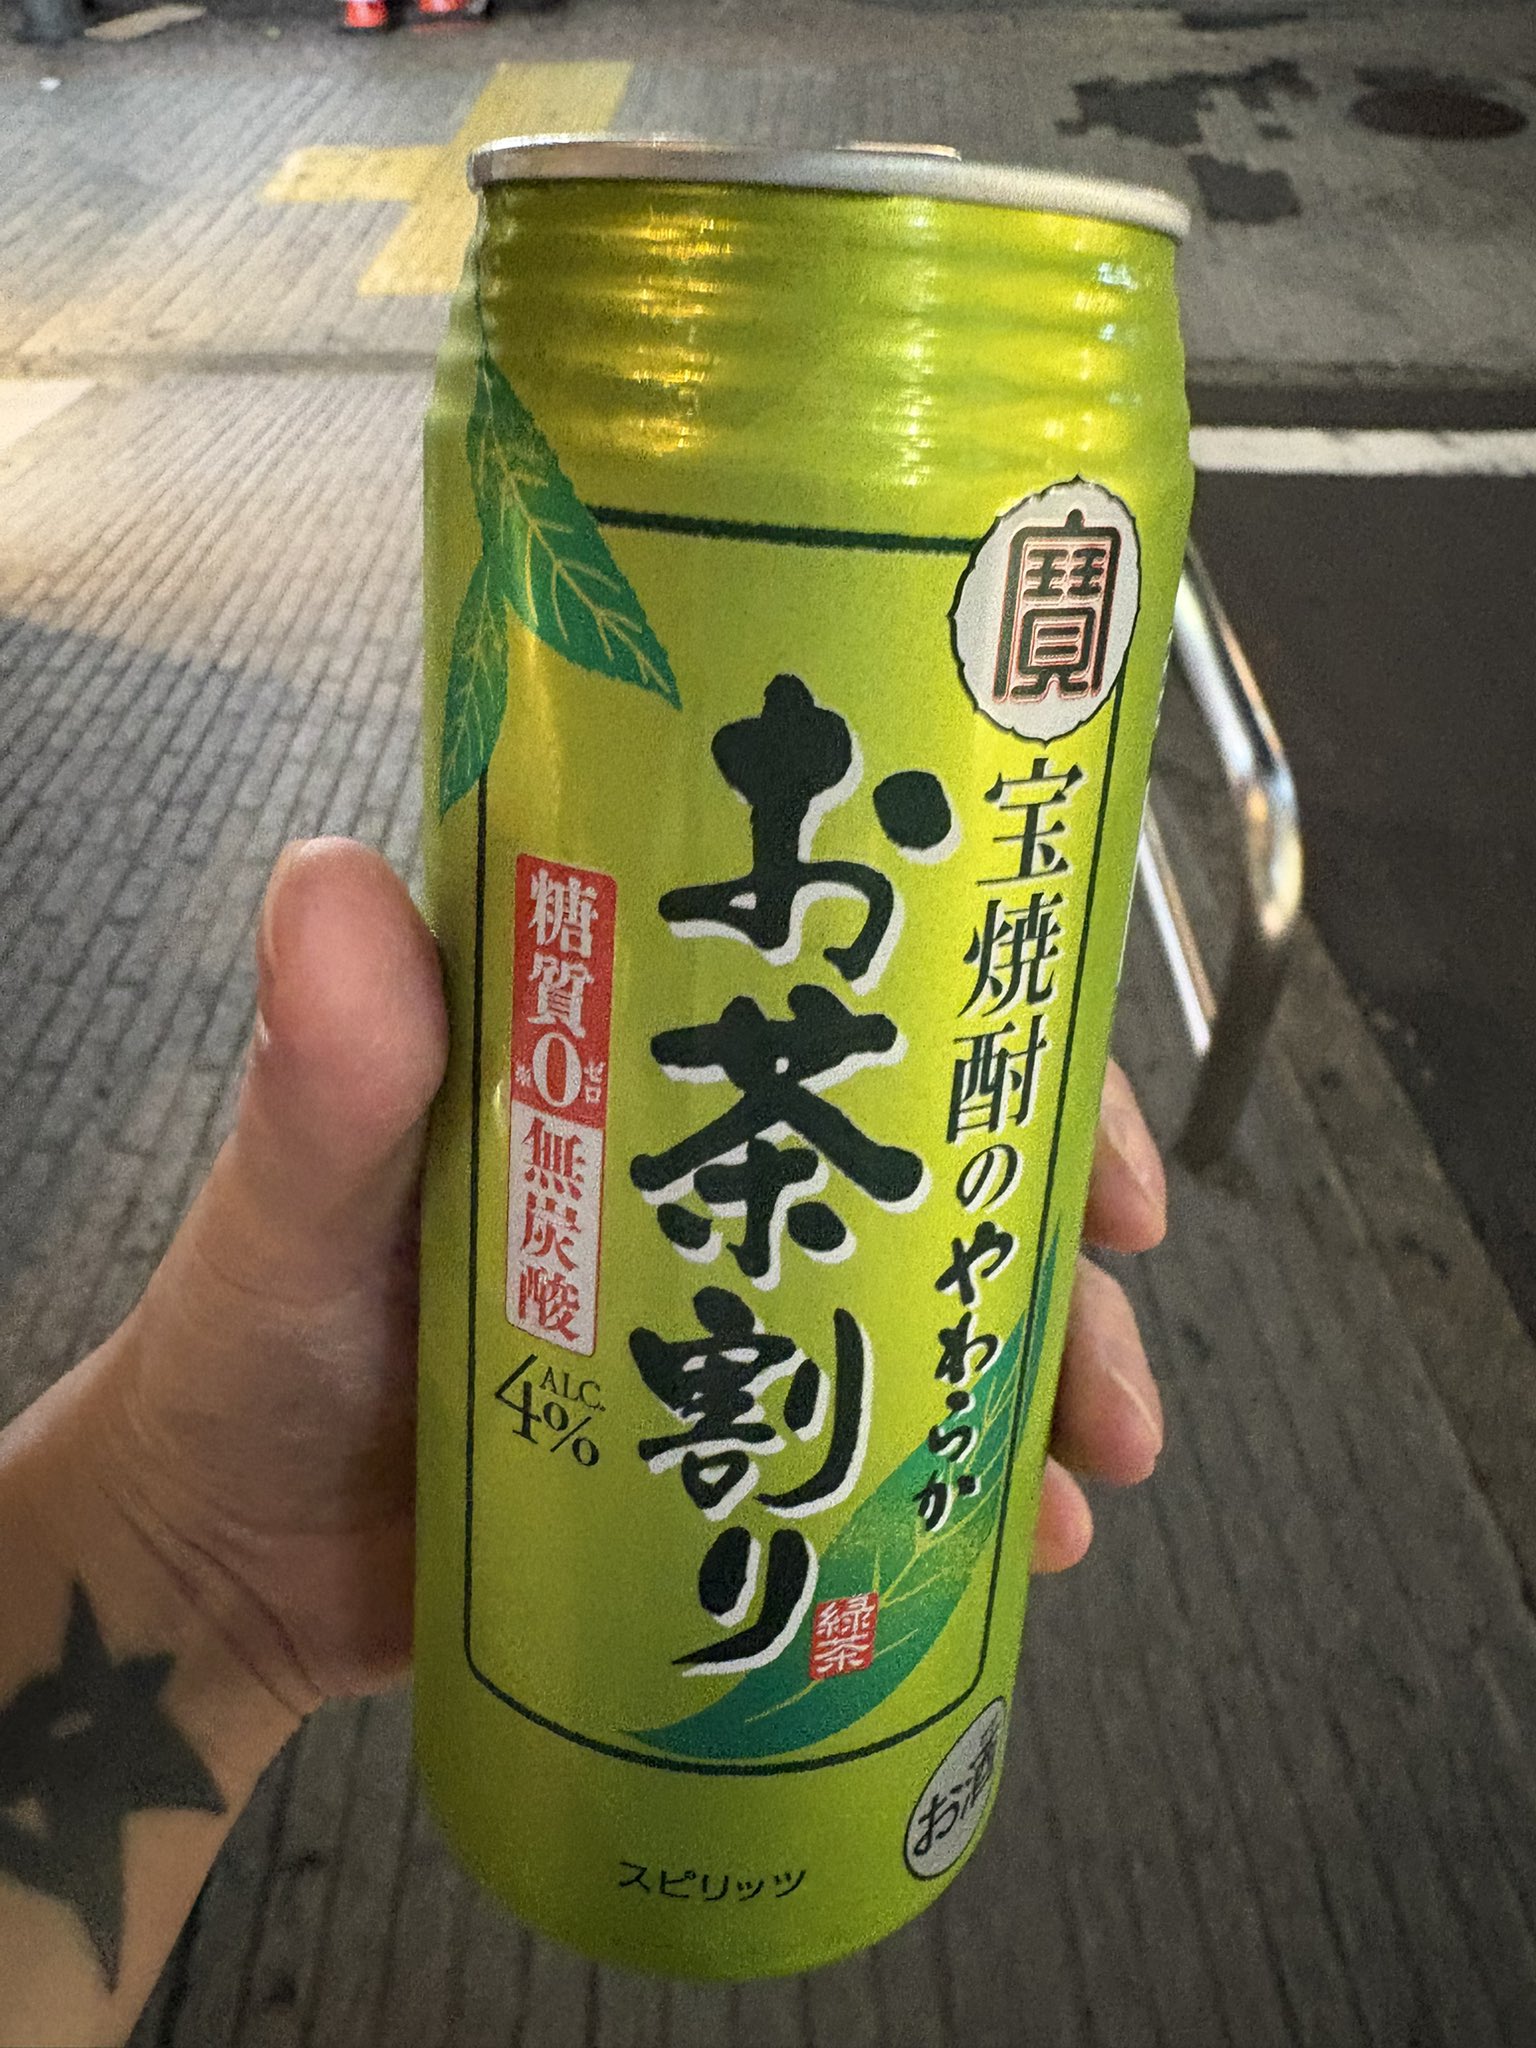 寶
宝焼酎のやわらか
お茶割り
緑茶
糖質0
ゼロ
無炭酸
ALC.
4%
お酒
スピリッツ